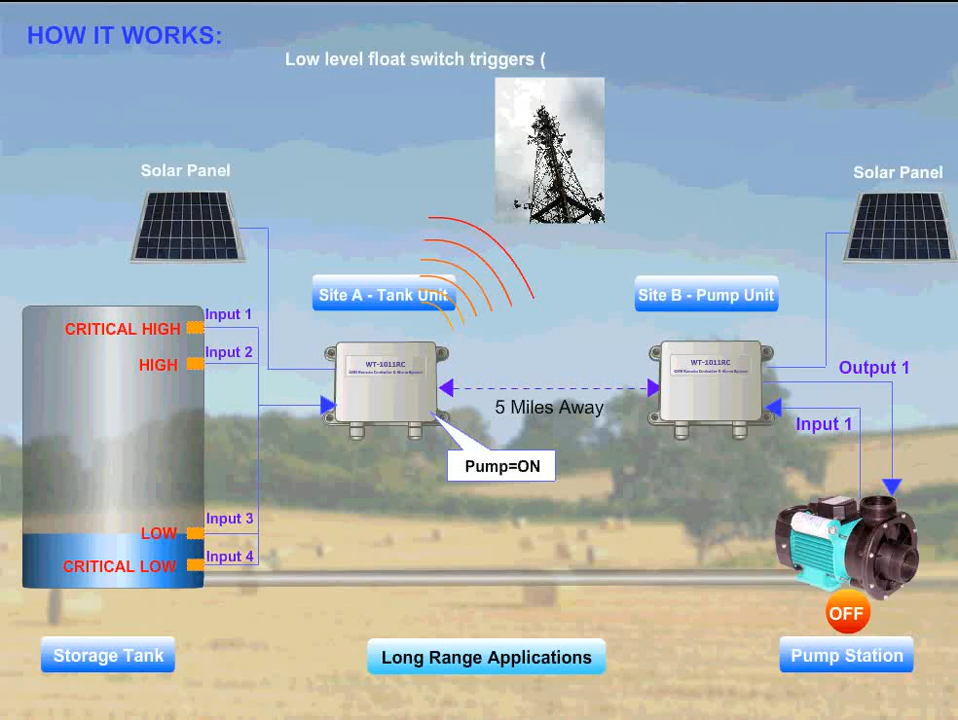 HOW IT WORKS:
Low level float switch triggers (
Solar Panel
Solar Panel
Site A - Tank Unit
Site B - Pump Unit
Input 1
CRITICAL HIGH
Input 2
HIGH
WT-1011RC
WT-1011RC
Output 1
5 Miles Away
Input 1
Pump=ON
Input 3
LOW
Input 4
CRITICAL LOW
OFF
Storage Tank
Long Range Applications
Pump Station